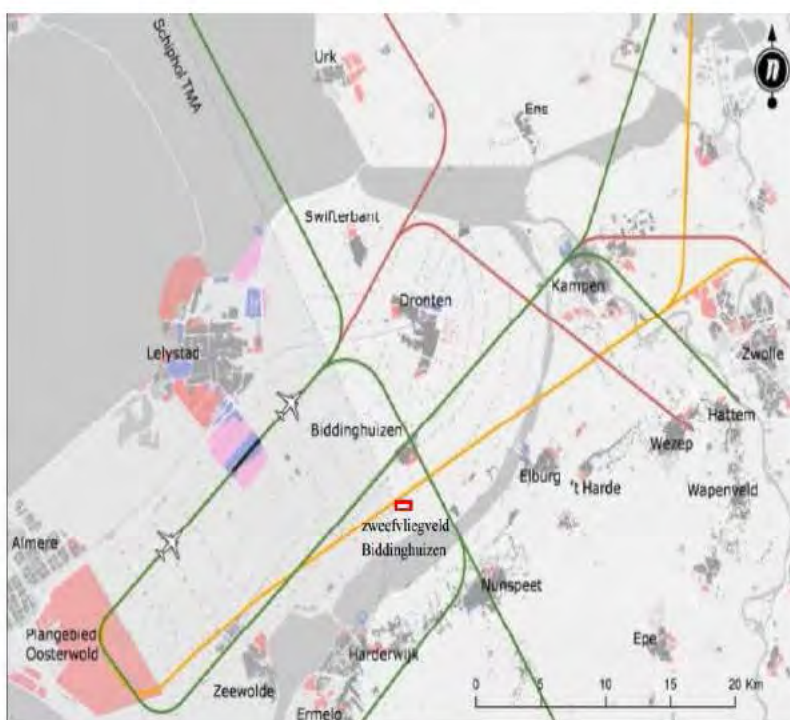 Schiphol TMA
Urk
n
Ens
Swifterbant
Kampen
Dronten
Lelystad
Zwolle
Hattem
Biddinghuizen
Wezep
Elburg
't Harde
Wapenveld
zweefvliegveld
Biddinghuizen
Almere
Nunspeet
Plangebied
Oosterwold
Epe
Harderwijk
Zeewolde
Ermelo
0 5 10 15 20 Km